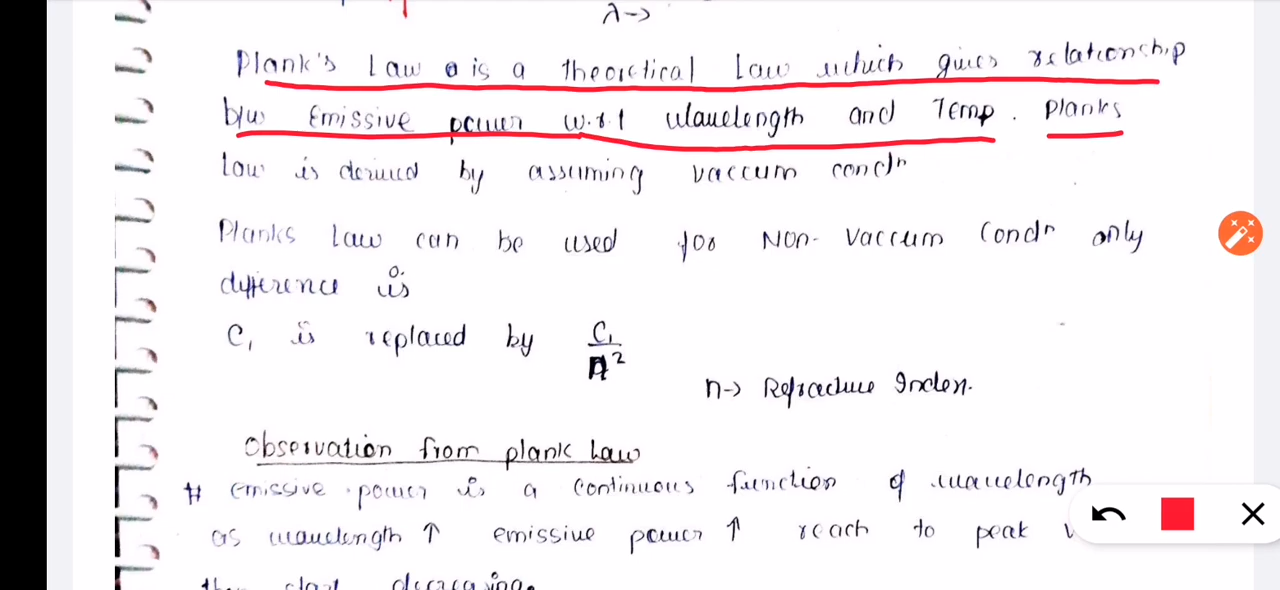 λ->
Plank's Law is a theoretical Law which gives relationship
b/w Emissive power w.r.t wavelength and Temp. Planks
Law is derived by assuming vaccum condn
Planks Law can be used for Non-Vaccum Condn only
difference is
C₁ is replaced by C₁/n²
n-> Refractive Index.
Observation from plank Law
# emissive power is a continuous function of wavelength
as wavelength ↑ emissive power ↑ reach to peak
then start decreasing.